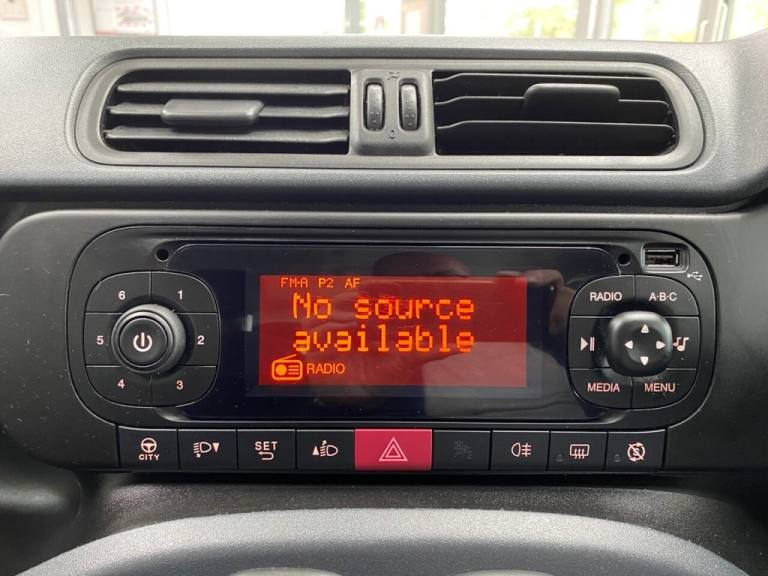 FM-A P2 AF
No source
available
RADIO
6 1
5 2
4 3
RADIO A·B·C
MEDIA MENU
CITY
SET